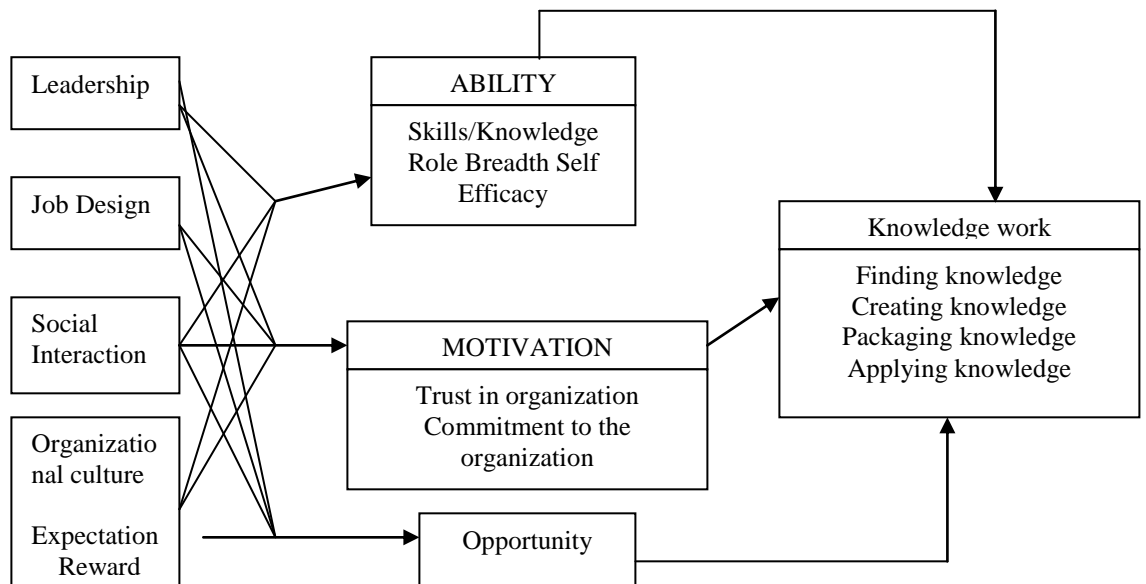 Leadership
Job Design
Social
Interaction
Organizatio
nal culture
Expectation
Reward
ABILITY
Skills/Knowledge
Role Breadth Self
Efficacy
MOTIVATION
Trust in organization
Commitment to the
organization
Opportunity
Knowledge work
Finding knowledge
Creating knowledge
Packaging knowledge
Applying knowledge